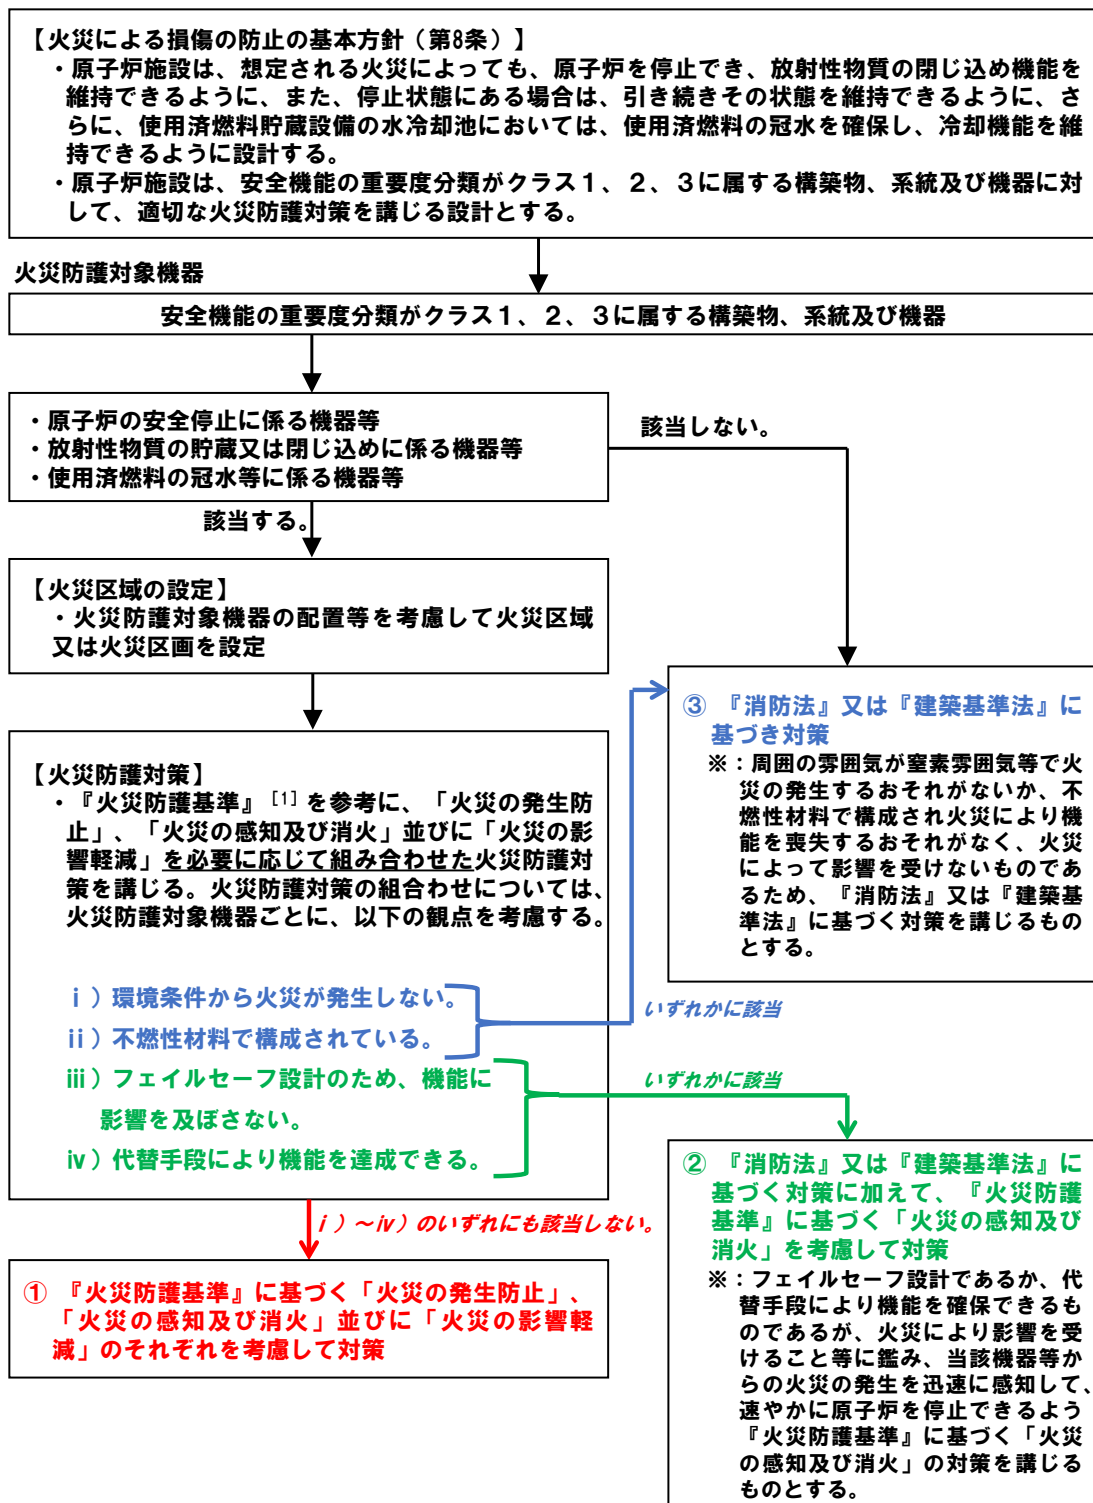 【火災による損傷の防止の基本方針（第8条）】
・原子炉施設は、想定される火災によっても、原子炉を停止でき、放射性物質の閉じ込め機能を
維持できるように、また、停止状態にある場合は、引き続きその状態を維持できるように、さ
らに、使用済燃料貯蔵設備の水冷却池においては、使用済燃料の冠水を確保し、冷却機能を維
持できるように設計する。
・原子炉施設は、安全機能の重要度分類がクラス１、２、３に属する構築物、系統及び機器に対
して、適切な火災防護対策を講じる設計とする。
火災防護対象機器
安全機能の重要度分類がクラス１、２、３に属する構築物、系統及び機器
・原子炉の安全停止に係る機器等
・放射性物質の貯蔵又は閉じ込めに係る機器等
・使用済燃料の冠水等に係る機器等
該当しない。
該当する。
【火災区域の設定】
・火災防護対象機器の配置等を考慮して火災区域
又は火災区画を設定
【火災防護対策】
・『火災防護基準』[1]を参考に、「火災の発生防
止」、「火災の感知及び消火」並びに「火災の影
響軽減」を必要に応じて組み合わせた火災防護対
策を講じる。火災防護対策の組合わせについては、
火災防護対象機器ごとに、以下の観点を考慮する。
ⅰ）環境条件から火災が発生しない。
ⅱ）不燃性材料で構成されている。
ⅲ）フェイルセーフ設計のため、機能に
影響を及ぼさない。
ⅳ）代替手段により機能を達成できる。
いずれかに該当
いずれかに該当
ⅰ）～ⅳ）のいずれにも該当しない。
① 『火災防護基準』に基づく「火災の発生防止」、
「火災の感知及び消火」並びに「火災の影響軽
減」のそれぞれを考慮して対策
③ 『消防法』又は『建築基準法』に
基づき対策
※：周囲の雰囲気が窒素雰囲気等で火
災の発生するおそれがないか、不
燃性材料で構成され火災により機
能を喪失するおそれがなく、火災
によって影響を受けないものであ
るため、『消防法』又は『建築基
準法』に基づく対策を講じるもの
とする。
② 『消防法』又は『建築基準法』に
基づく対策に加えて、『火災防護
基準』に基づく「火災の感知及び
消火」を考慮して対策
※：フェイルセーフ設計であるか、代
替手段により機能を確保できるも
のであるが、火災により影響を受
けること等に鑑み、当該機器等か
らの火災の発生を迅速に感知して、
速やかに原子炉を停止できるよう
『火災防護基準』に基づく「火災
の感知及び消火」の対策を講じる
ものとする。